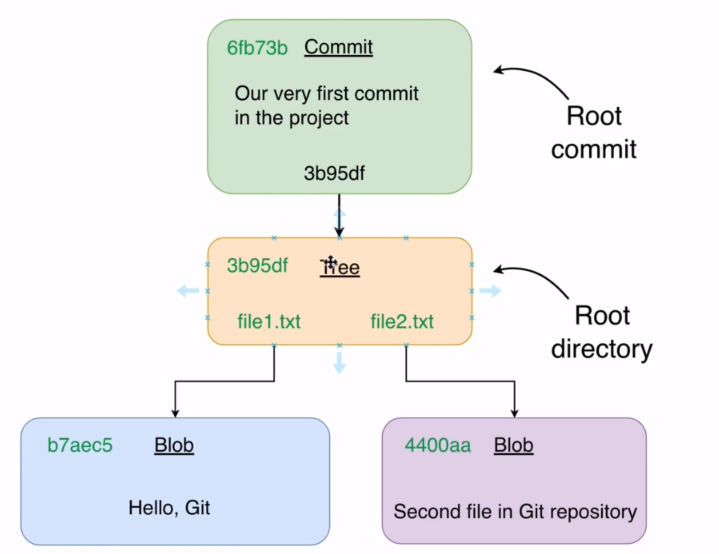 6fb73b Commit
Our very first commit
in the project
3b95df
Root
commit
3b95df Tree
file1.txt file2.txt
Root
directory
b7aec5 Blob
Hello, Git
4400aa Blob
Second file in Git repository